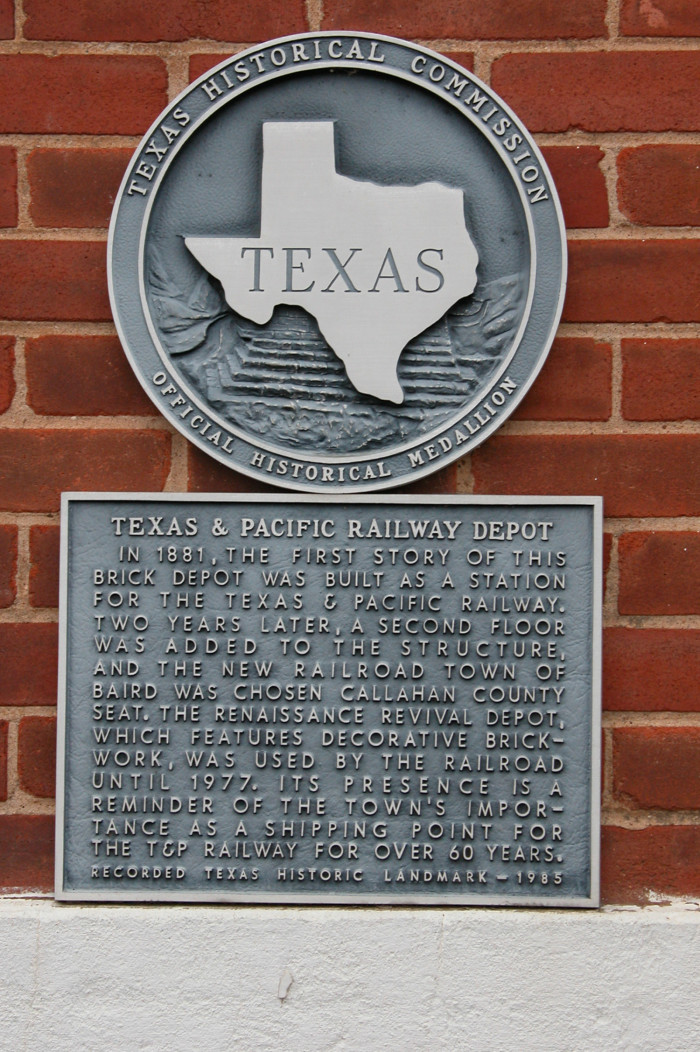 TEXAS HISTORICAL COMMISSION
TEXAS
OFFICIAL HISTORICAL MEDALLION
TEXAS & PACIFIC RAILWAY DEPOT
IN 1881, THE FIRST STORY OF THIS
BRICK DEPOT WAS BUILT AS A STATION
FOR THE TEXAS & PACIFIC RAILWAY.
TWO YEARS LATER, A SECOND FLOOR
WAS ADDED TO THE STRUCTURE,
AND THE NEW RAILROAD TOWN OF
BAIRD WAS CHOSEN CALLAHAN COUNTY
SEAT. THE RENAISSANCE REVIVAL DEPOT,
WHICH FEATURES DECORATIVE BRICK-
WORK, WAS USED BY THE RAILROAD
UNTIL 1977. ITS PRESENCE IS A
REMINDER OF THE TOWN'S IMPOR-
TANCE AS A SHIPPING POINT FOR
THE T&P RAILWAY FOR OVER 60 YEARS.
RECORDED TEXAS HISTORIC LANDMARK – 1985